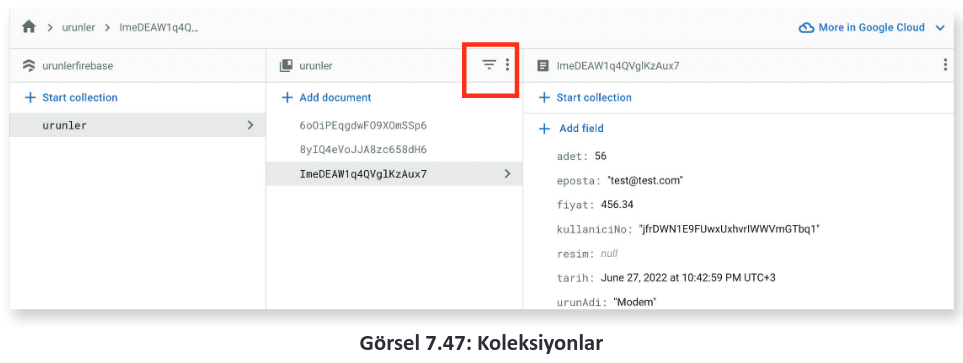 urunler > ImeDEAW1q4Q...
More in Google Cloud
urunlerfirebase
urunler
ImeDEAW1q4QVglKzAux7
+ Start collection
+ Add document
+ Start collection
urunler
6oOiPEqgdwFO9XOmSSp6
8yIQ4eVoJJA8zc658dH6
ImeDEAW1q4QVglKzAux7
+ Add field
adet: 56
eposta: "test@test.com"
fiyat: 456.34
kullaniciNo: "jfrDWN1E9FUwxUxhvrIWWVmGTbq1"
resim: null
tarih: June 27, 2022 at 10:42:59 PM UTC+3
urunAdi: "Modem"
Görsel 7.47: Koleksiyonlar